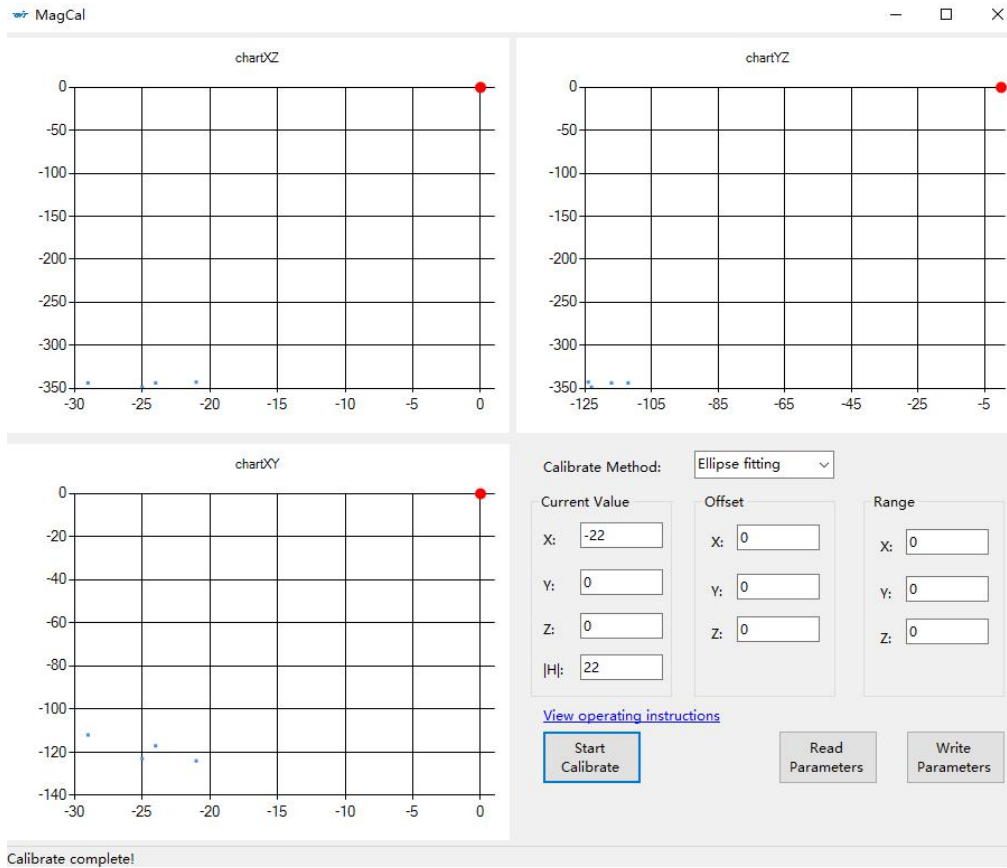 MagCal
chartXZ
0
-50
-100
-150
-200
-250
-300
-350
-30 -25 -20 -15 -10 -5 0
chartYZ
0
-50
-100
-150
-200
-250
-300
-350
-125 -105 -85 -65 -45 -25 -5
chartXY
0
-20
-40
-60
-80
-100
-120
-140
-30 -25 -20 -15 -10 -5 0
Calibrate Method: Ellipse fitting
Current Value
X: -22
Y: 0
Z: 0
|H|: 22
Offset
X: 0
Y: 0
Z: 0
Range
X: 0
Y: 0
Z: 0
View operating instructions
Start
Calibrate
Read
Parameters
Write
Parameters
Calibrate complete!